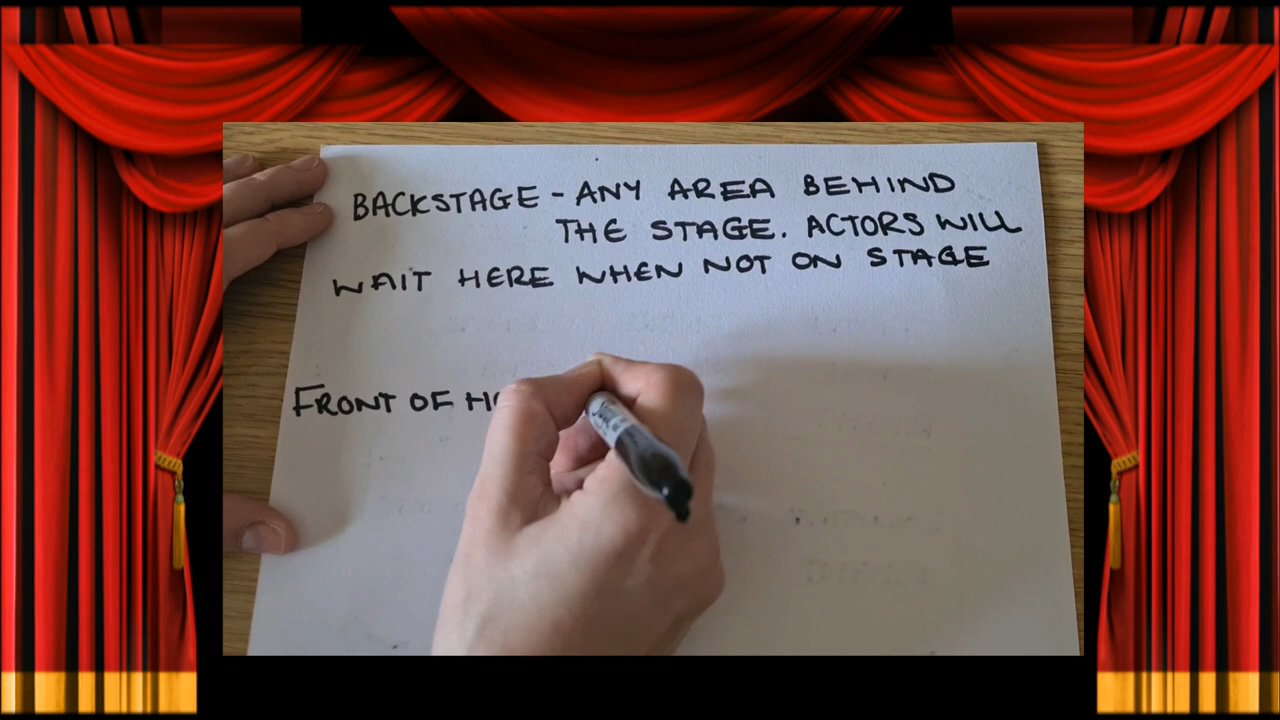 BACKSTAGE - ANY AREA BEHIND
THE STAGE. ACTORS WILL
WAIT HERE WHEN NOT ON STAGE
FRONT OF